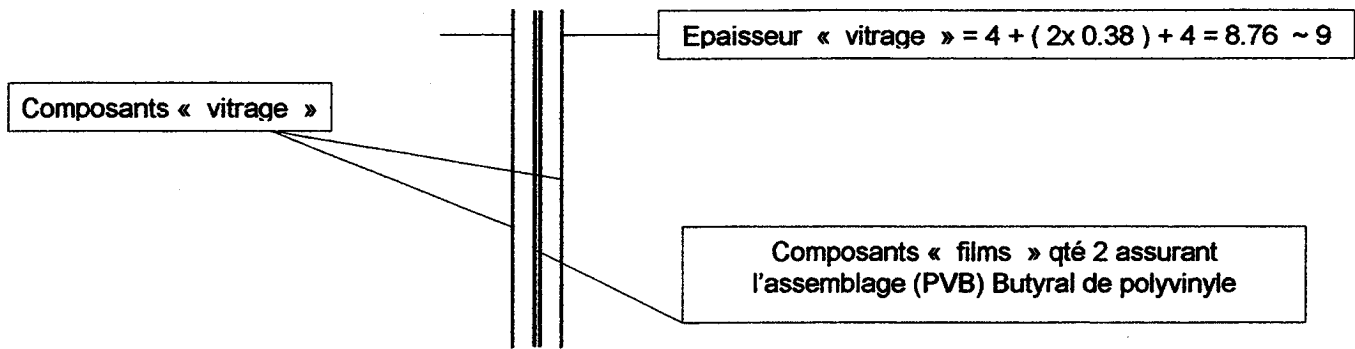 Epaisseur « vitrage » = 4 + ( 2x 0.38 ) + 4 = 8.76 ~ 9
Composants « vitrage »
Composants « films » qté 2 assurant
l'assemblage (PVB) Butyral de polyvinyle